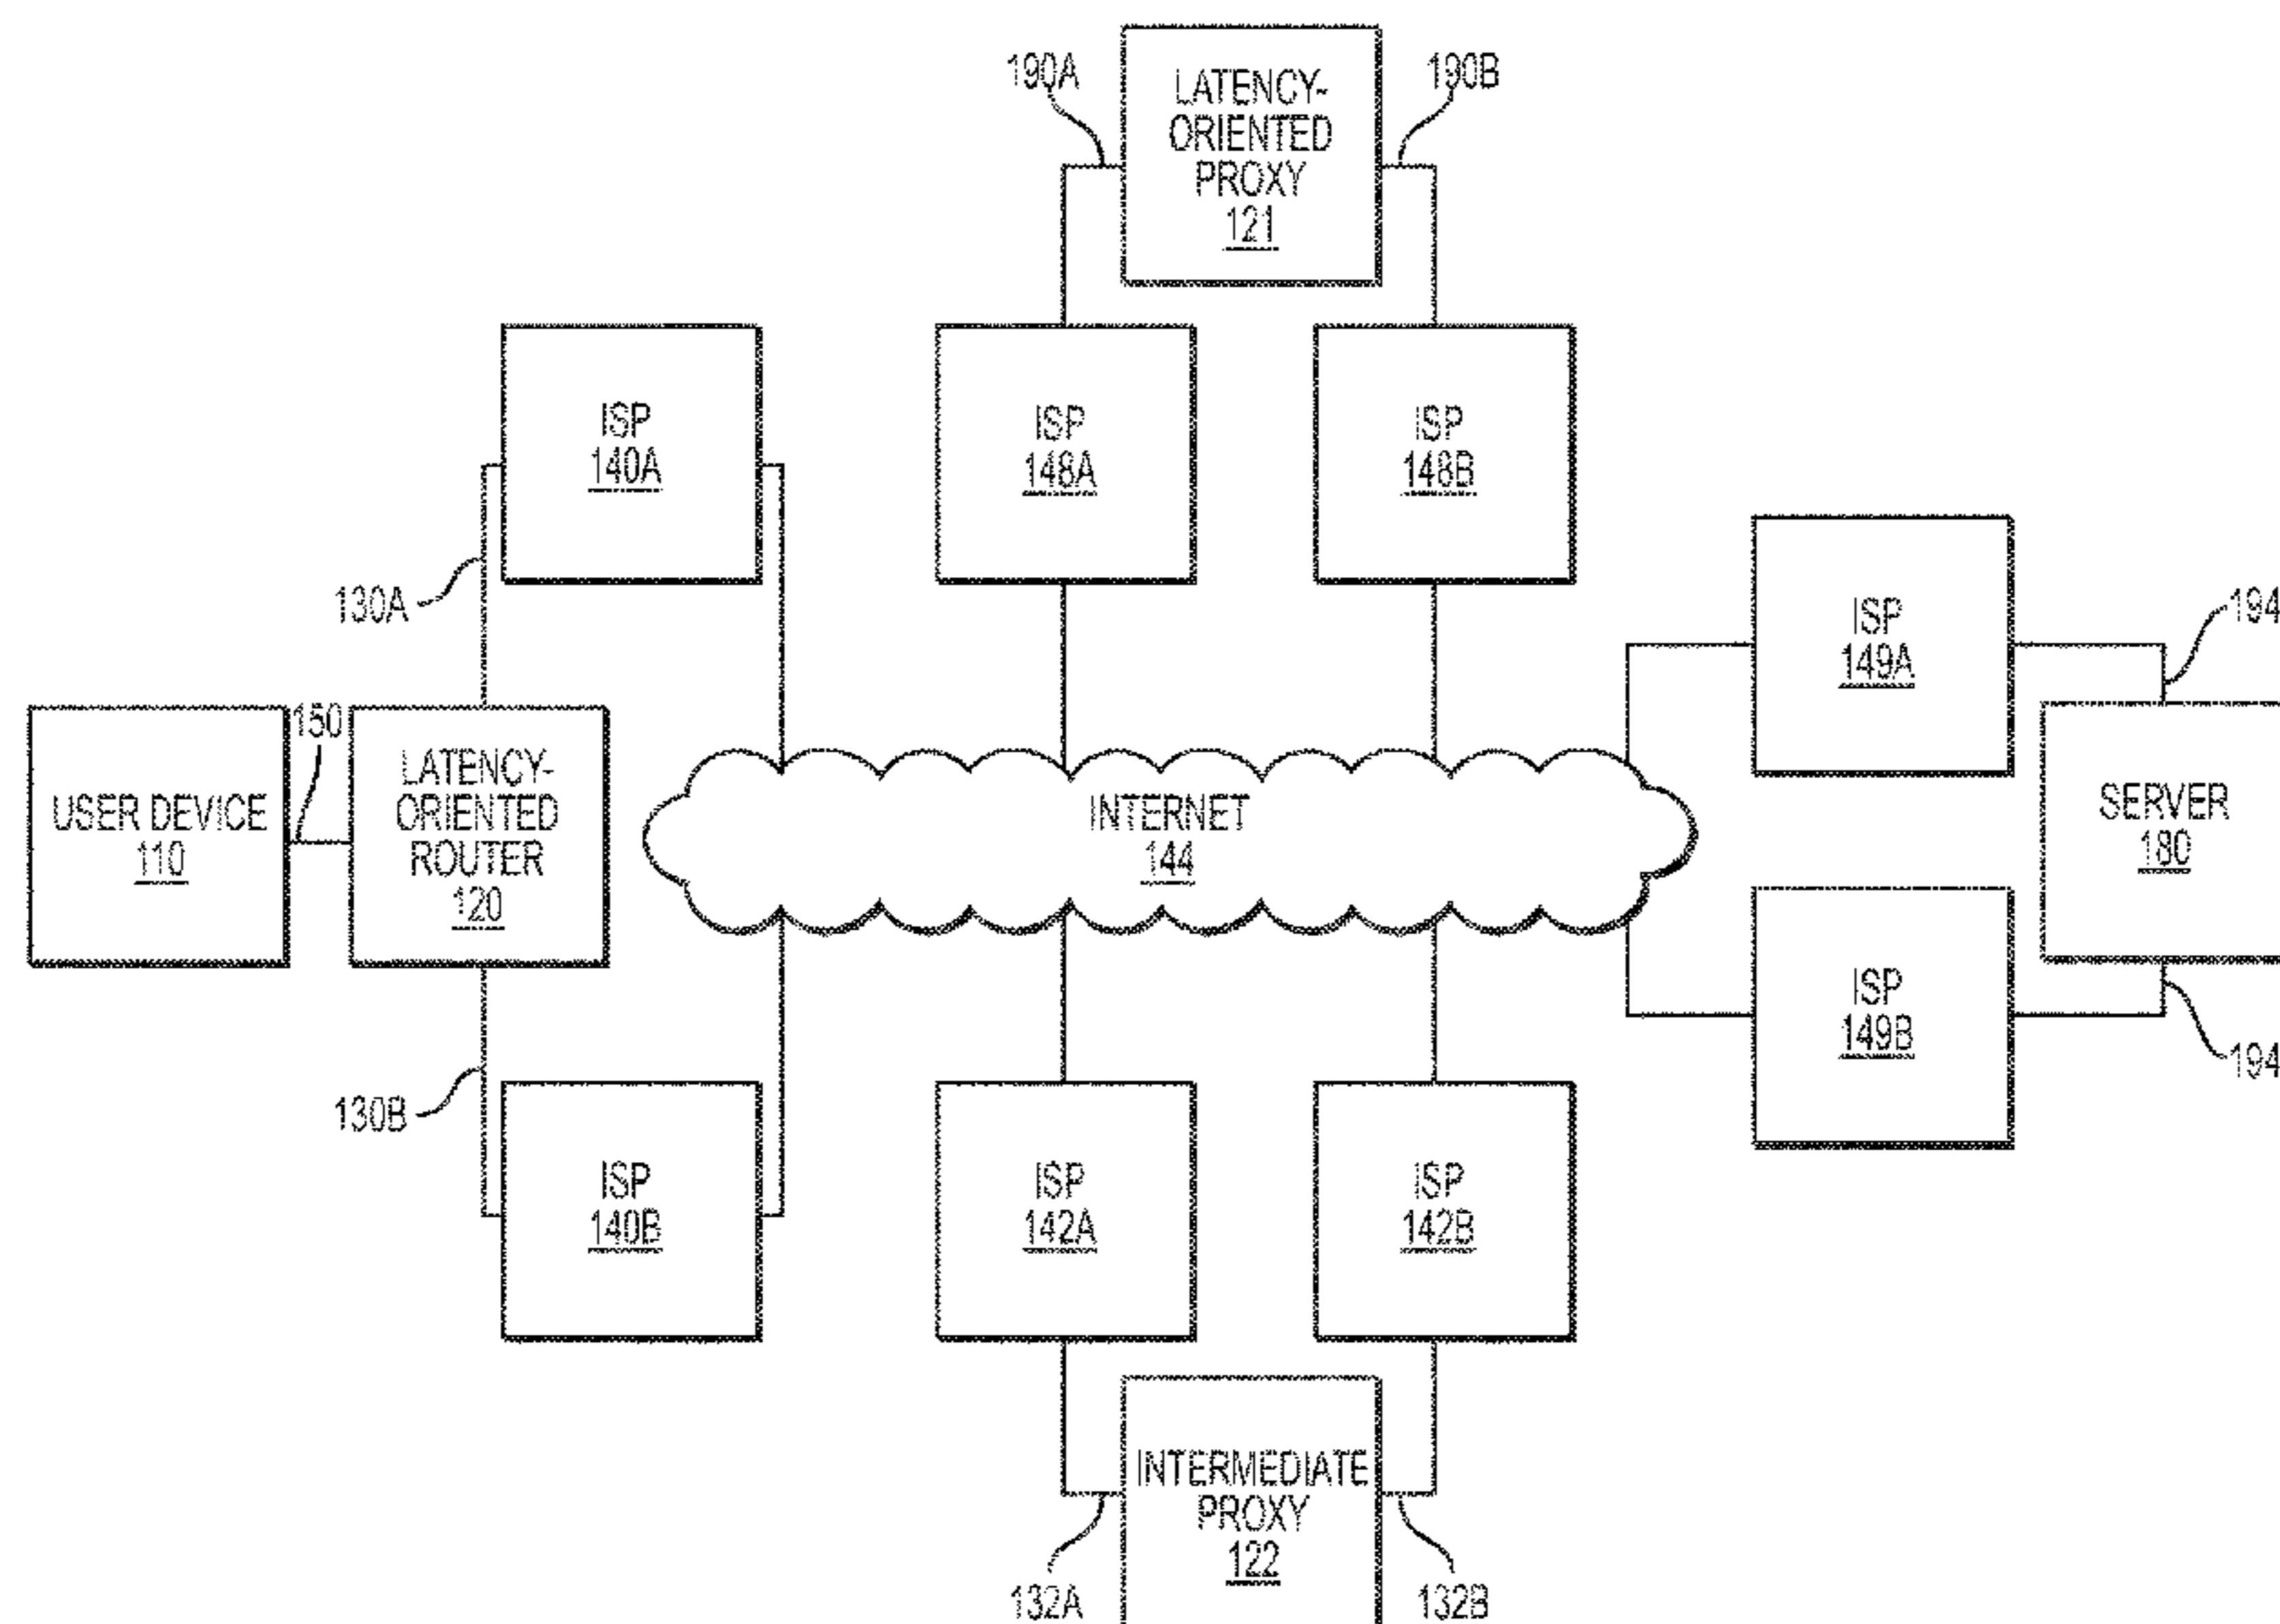 190A
LATENCY-
ORIENTED
PROXY
121
190B
ISP
140A
ISP
148A
ISP
148B
130A
ISP
149A
194
USER DEVICE
110
150
LATENCY-
ORIENTED
ROUTER
120
INTERNET
144
SERVER
180
130B
ISP
140B
ISP
142A
ISP
142B
ISP
149B
194
INTERMEDIATE
PROXY
122
132A
132B